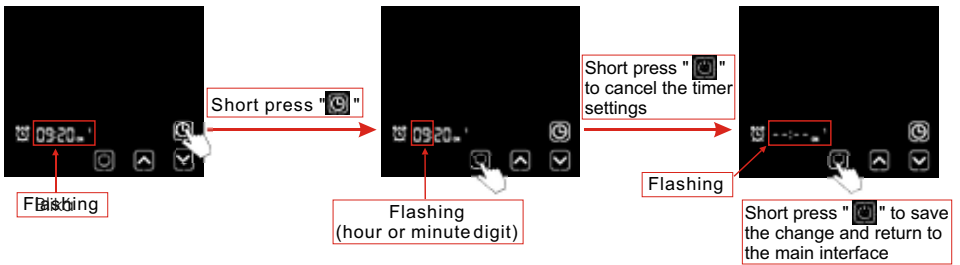 09:20
Flashing
Short press " "
09:20
Flashing
(hour or minute digit)
Short press " "
to cancel the timer
settings
--:--
Flashing
Short press " " to save
the change and return to
the main interface